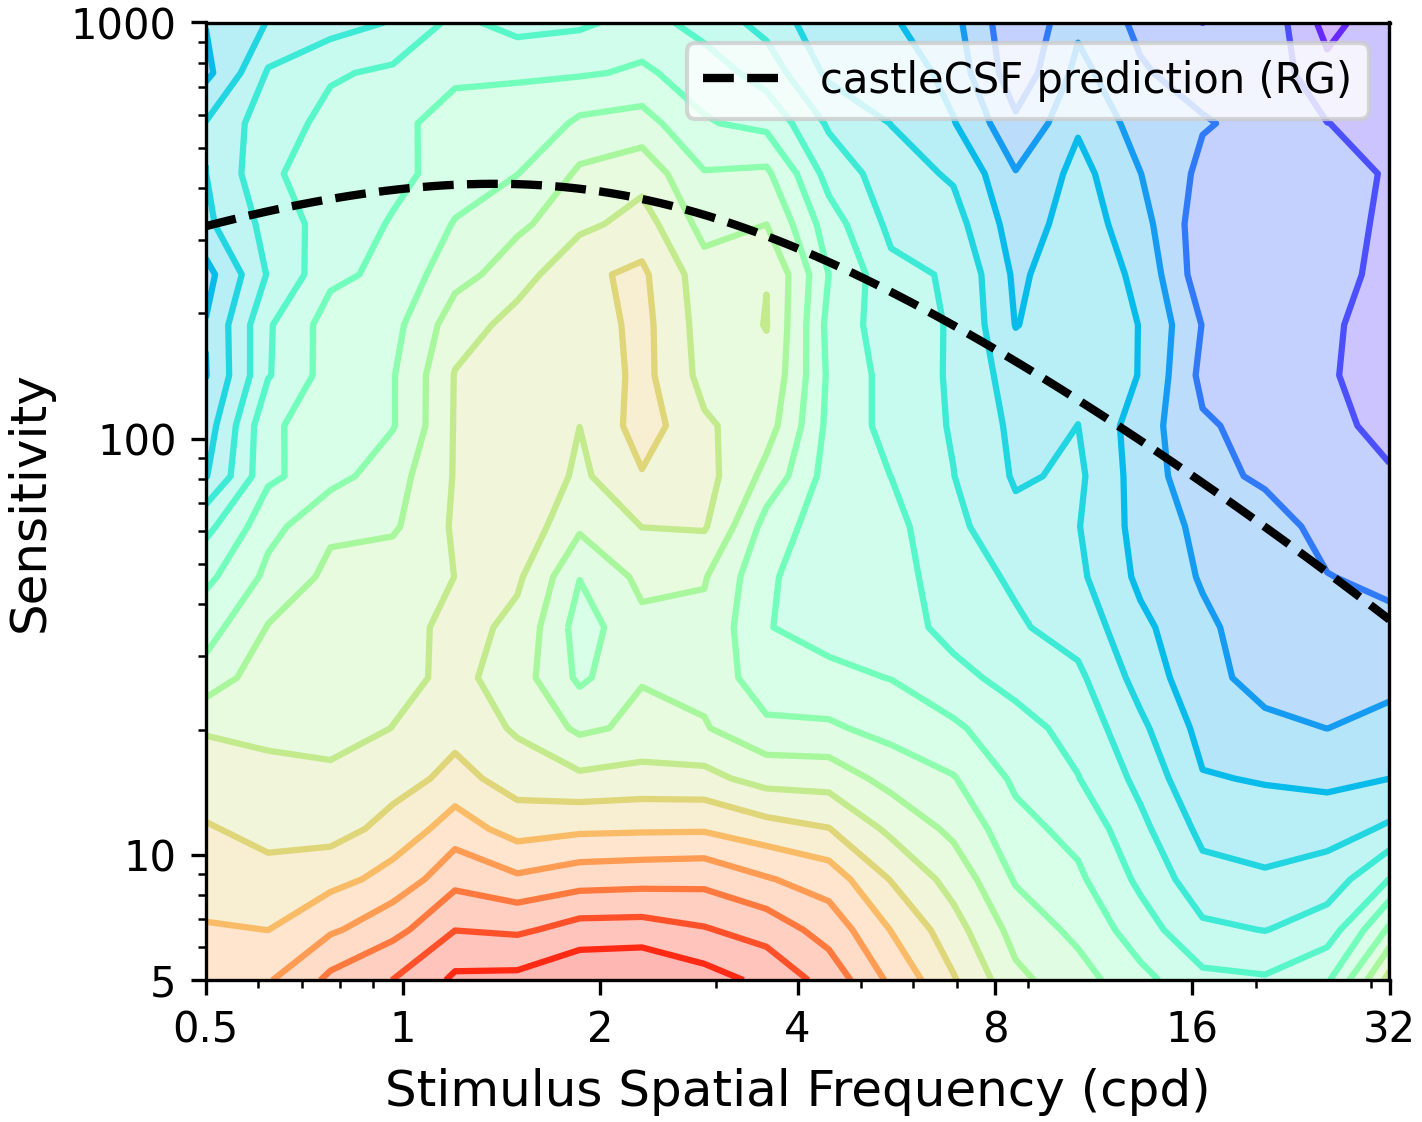 1000
castleCSF prediction (RG)
100
Sensitivity
10
5
0.5 1 2 4 8 16 32
Stimulus Spatial Frequency (cpd)